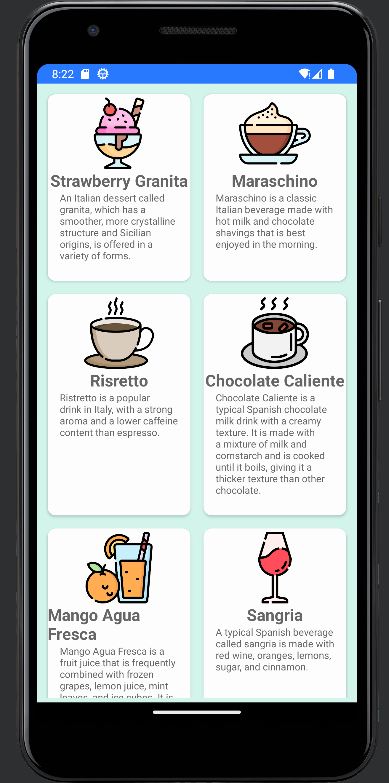 8:22
Strawberry Granita
An Italian dessert called
granita, which has a
smoother, more crystalline
structure and Sicilian
origins, is offered in a
variety of forms.
Maraschino
Maraschino is a classic
Italian beverage made with
hot milk and chocolate
shavings that is best
enjoyed in the morning.
Risretto
Ristretto is a popular
drink in Italy, with a strong
aroma and a lower caffeine
content than espresso.
Chocolate Caliente
Chocolate Caliente is a
typical Spanish chocolate
milk drink with a creamy
texture. It is made with
a mixture of milk and
cornstarch and is cooked
until it boils, giving it a
thicker texture than other
chocolate.
Mango Agua
Fresca
Mango Agua Fresca is a
fruit juice that is frequently
combined with frozen
grapes, lemon juice, mint
leaves, and ice cubes. It is
Sangria
A typical Spanish beverage
called sangria is made with
red wine, oranges, lemons,
sugar, and cinnamon.